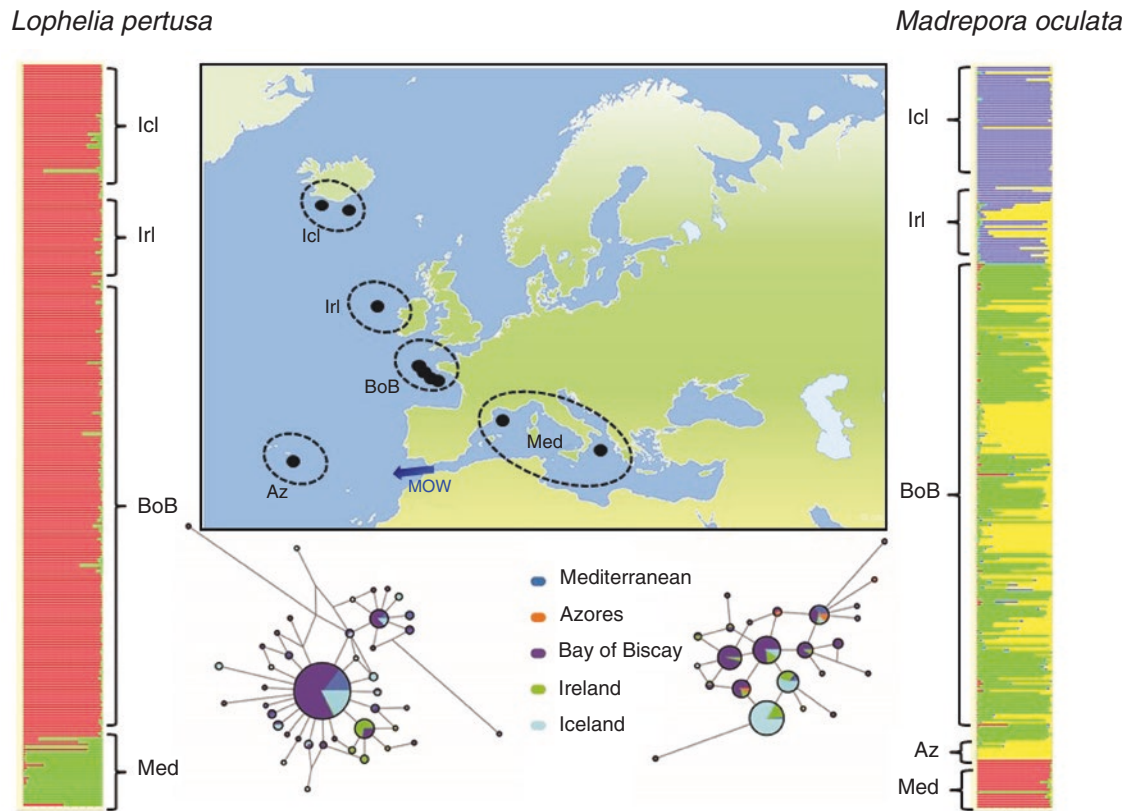 Lophelia pertusa
Madrepora oculata
Icl
Irl
BoB
Med
Icl
Irl
BoB
Az
Med
MOW
Icl
Irl
BoB
Az
Med
Mediterranean
Azores
Bay of Biscay
Ireland
Iceland